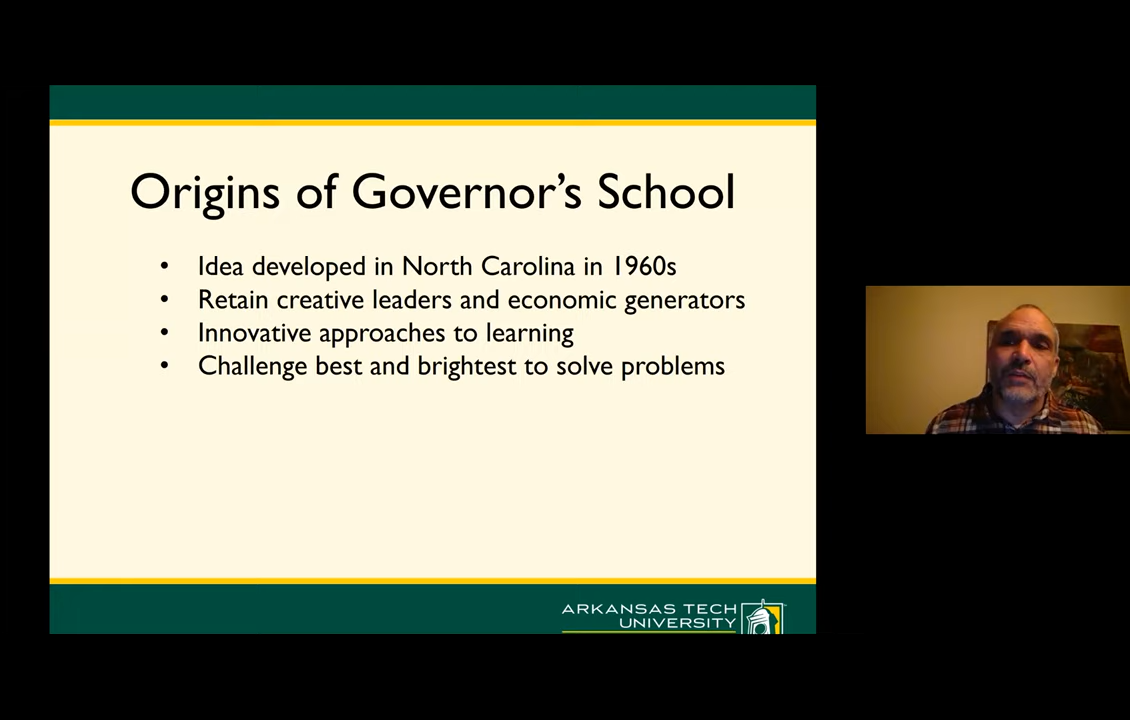 Origins of Governor’s School
• Idea developed in North Carolina in 1960s
• Retain creative leaders and economic generators
• Innovative approaches to learning
• Challenge best and brightest to solve problems
ARKANSAS TECH
UNIVERSITY